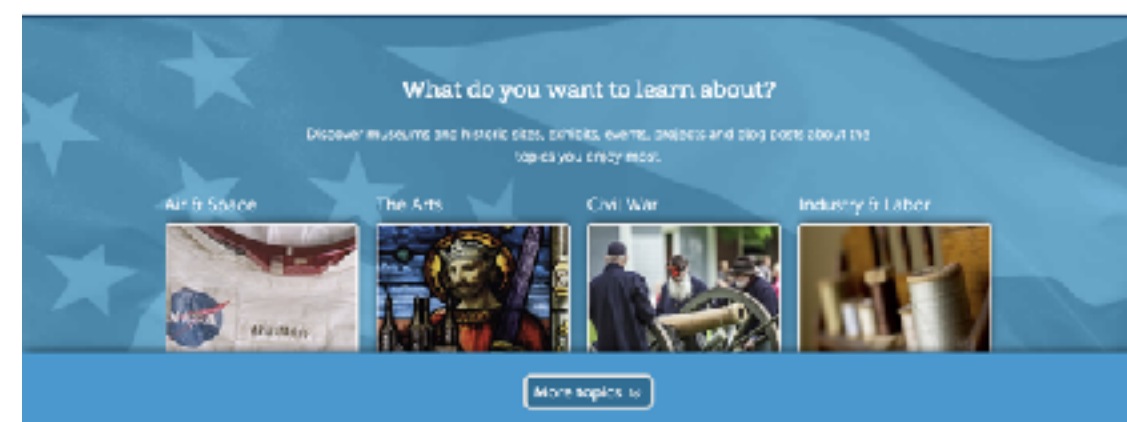 What do you want to learn about?
Discover museums and historic sites, exhibits, events, projects and blog posts about the
topics you enjoy most.
Air & Space
The Arts
Civil War
Industry & Labor
NASA
More topics